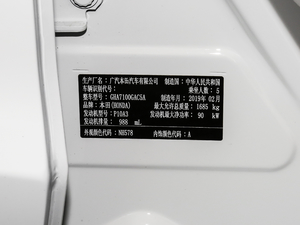 生产厂名：广汽本田汽车有限公司 制造国：中华人民共和国
车辆识别代号： 乘坐人数：5
整车型号：GHA7100GAC5A 制造年月：2019年02月
品牌：本田(HONDA) 最大允许总质量：1685 kg
发动机型号：P10A3 发动机最大净功率：90 kW
发动机排量：988 mL
外观颜色代号：NH578 内饰颜色代号：A